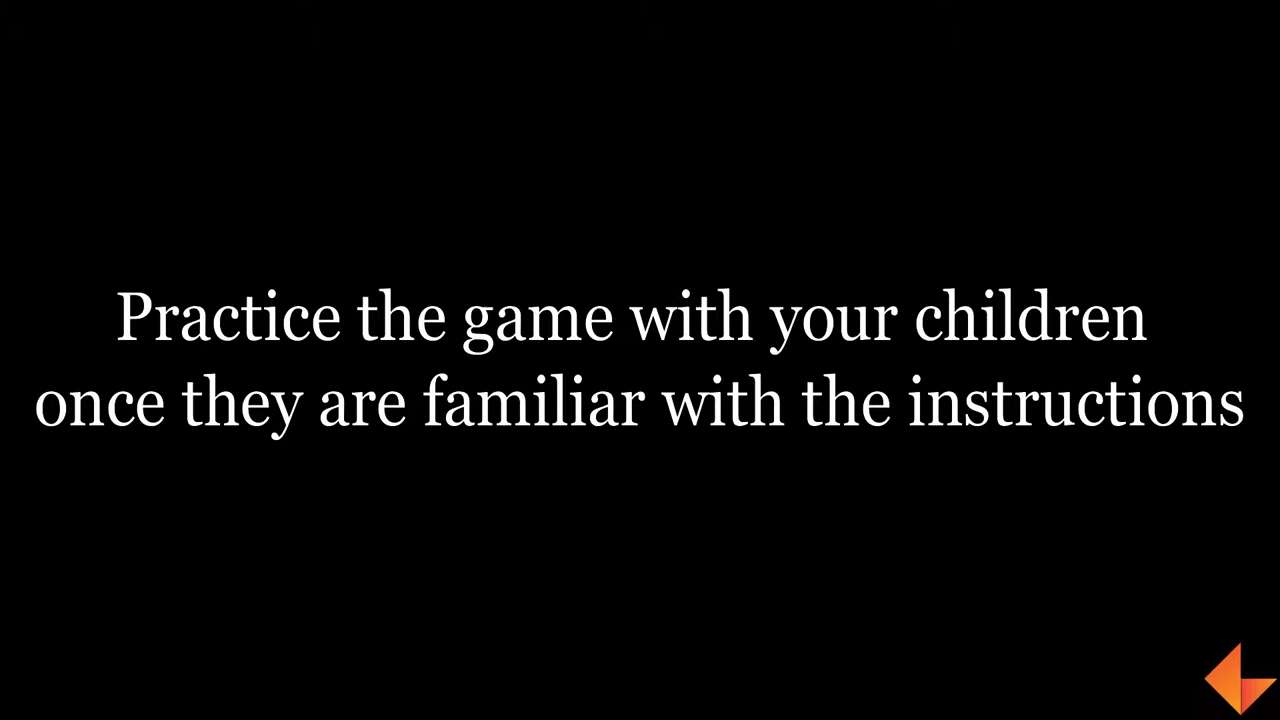 Practice the game with your children
once they are familiar with the instructions